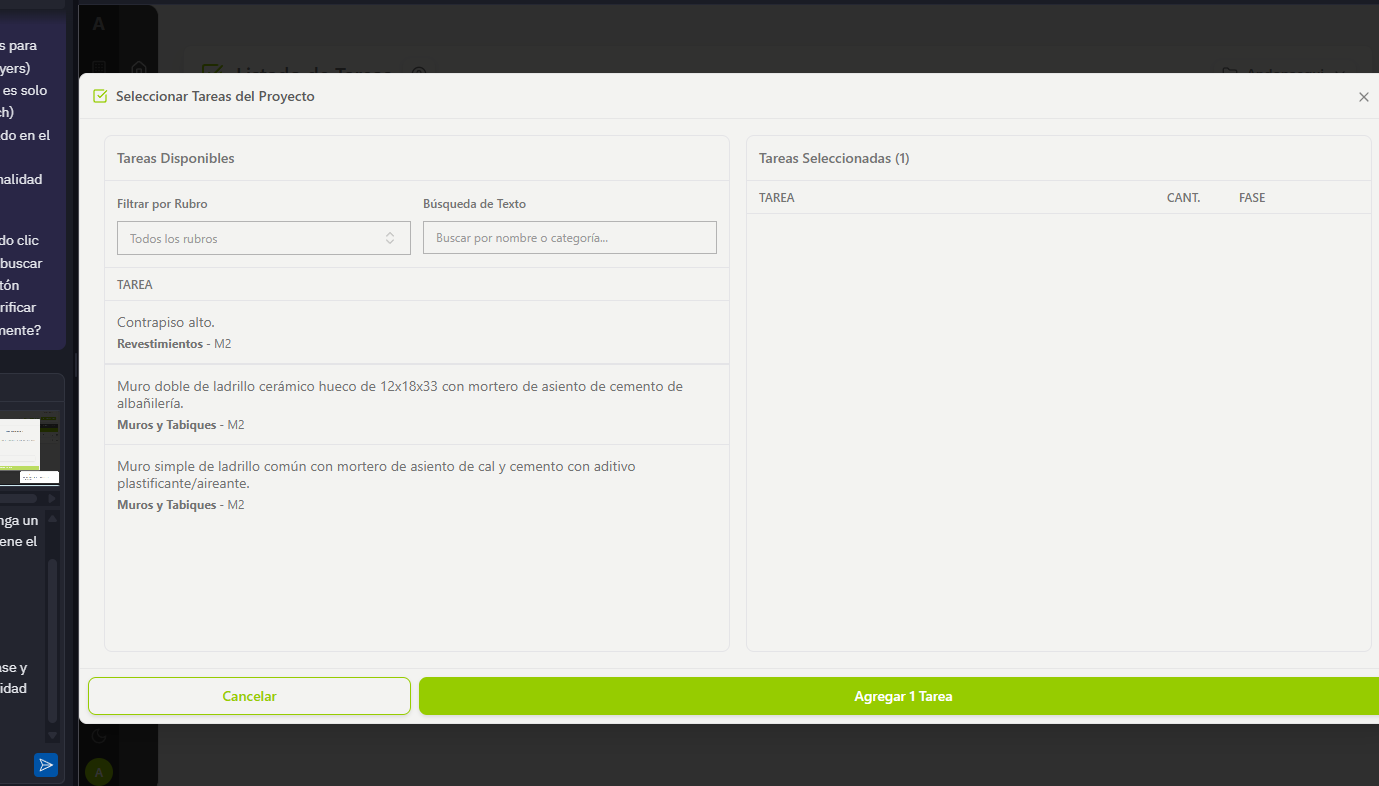 s para
yers)
es solo
ch)
do en el
nalidad
do clic
buscar
tón
rificar
mente?
nga un
ene el
ase y
idad
A
Listado de Tareas
Seleccionar Tareas del Proyecto
Tareas Disponibles
Filtrar por Rubro
Búsqueda de Texto
Todos los rubros
Buscar por nombre o categoría...
TAREA
Contrapiso alto.
Revestimientos - M2
Muro doble de ladrillo cerámico hueco de 12x18x33 con mortero de asiento de cemento de
albañilería.
Muros y Tabiques - M2
Muro simple de ladrillo común con mortero de asiento de cal y cemento con aditivo
plastificante/aireante.
Muros y Tabiques - M2
Tareas Seleccionadas (1)
TAREA CANT. FASE
Cancelar
Agregar 1 Tarea
A